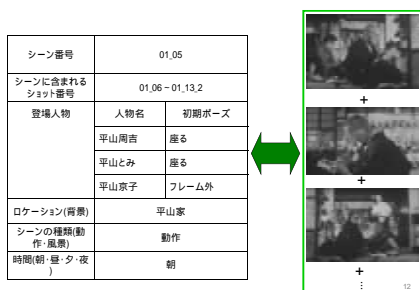 シーン番号 01_05
シーンに含まれる
ショット番号 01_06 – 01_13_2
登場人物 人物名 初期ポーズ
平山周吉 座る
平山とみ 座る
平山京子 フレーム外
ロケーション(背景) 平山家
シーンの種類(動
作・風景) 動作
時間(朝・昼・夕・夜
) 朝
+
+
+
⋮
12